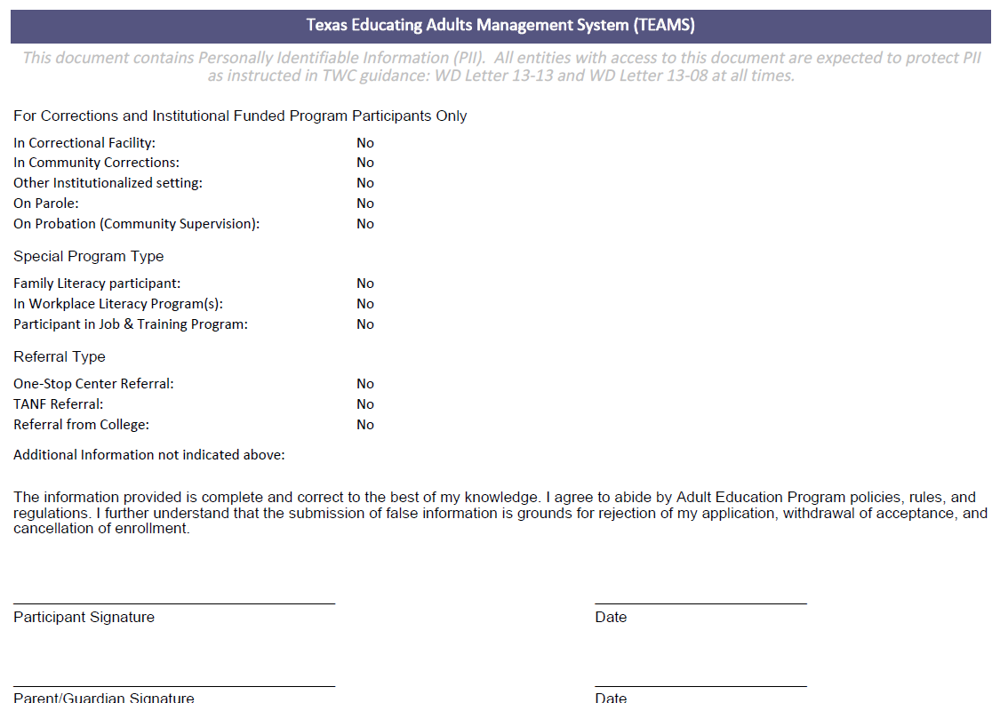 Texas Educating Adults Management System (TEAMS)
This document contains Personally Identifiable Information (PII).  All entities with access to this document are expected to protect PII
as instructed in TWC guidance: WD Letter 13-13 and WD Letter 13-08 at all times.
For Corrections and Institutional Funded Program Participants Only
In Correctional Facility: No
In Community Corrections: No
Other Institutionalized setting: No
On Parole: No
On Probation (Community Supervision): No
Special Program Type
Family Literacy participant: No
In Workplace Literacy Program(s): No
Participant in Job & Training Program: No
Referral Type
One-Stop Center Referral: No
TANF Referral: No
Referral from College: No
Additional Information not indicated above:
The information provided is complete and correct to the best of my knowledge. I agree to abide by Adult Education Program policies, rules, and
regulations. I further understand that the submission of false information is grounds for rejection of my application, withdrawal of acceptance, and
cancellation of enrollment.
Participant Signature Date
Parent/Guardian Signature Date